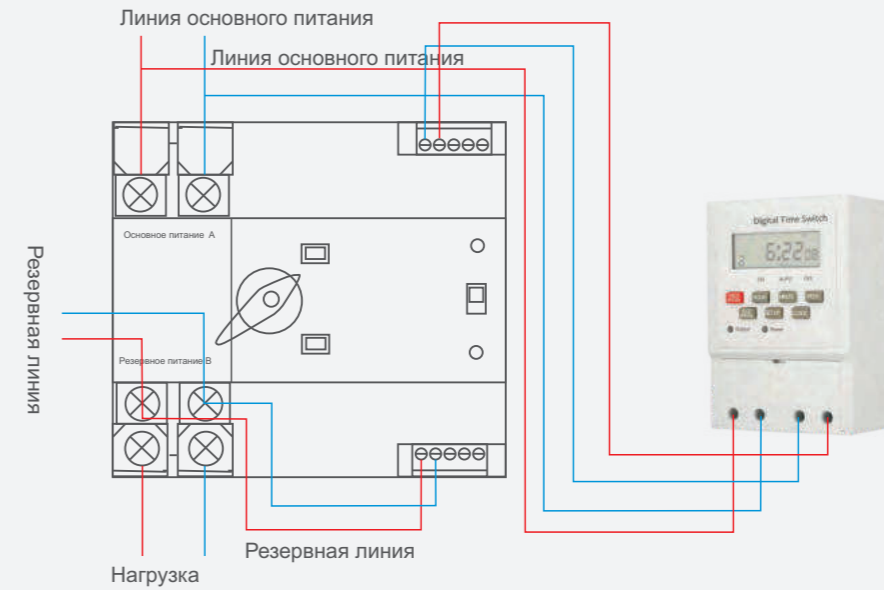 Линия основного питания
Линия основного питания
Digital Time Switch
6:22
Основное питание А
Резервная линия
Резервное питание В
Резервная линия
Нагрузка